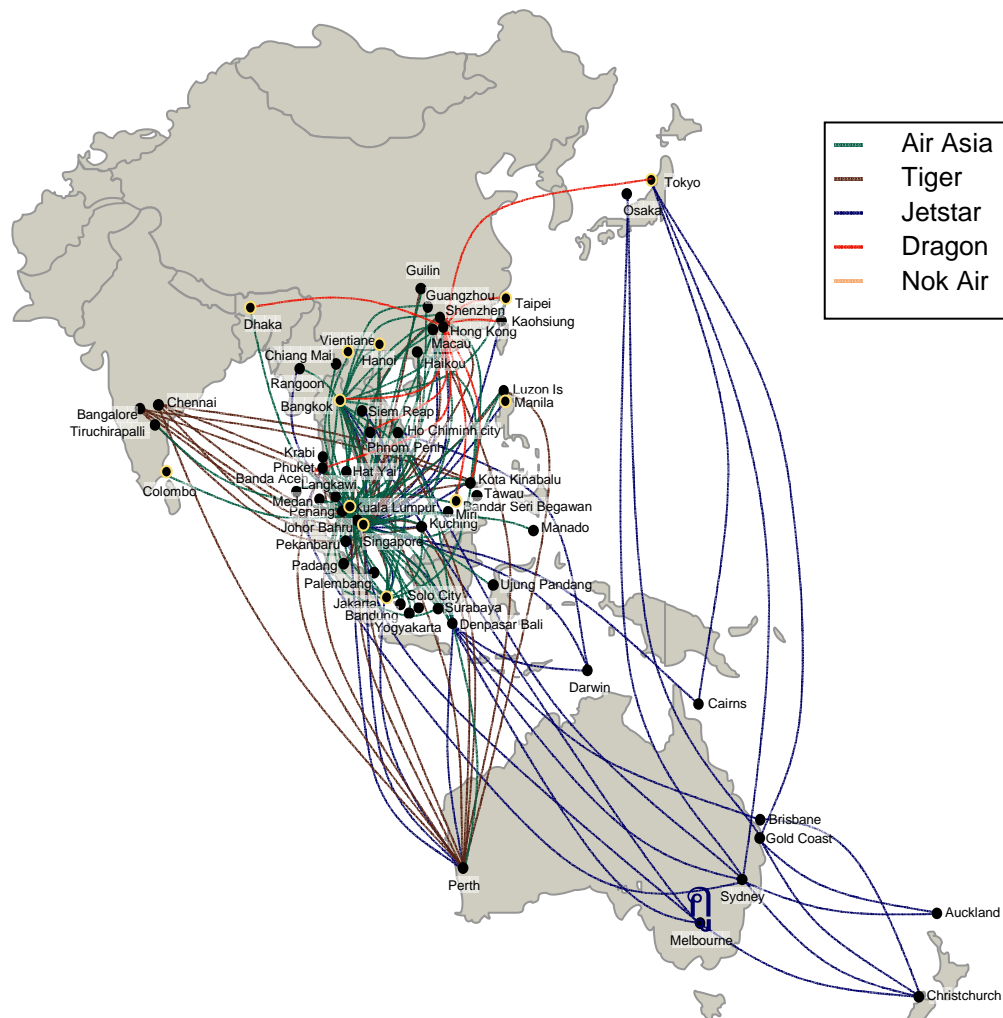 Air Asia
Tiger
Jetstar
Dragon
Nok Air
Tokyo
Osaka
Guilin
Guangzhou
Shenzhen
Taipei
Kaohsiung
Hong Kong
Macau
Dhaka
Vientiane
Hanoi
Chiang Mai
Haikou
Rangoon
Luzon Is
Manila
Chennai
Bangalore
Bangkok
Siem Reap
Tiruchirapalli
Ho Chiminh city
Phnom Penh
Krabi
Phuket
Hat Yai
Banda Aceh
Kota Kinabalu
Colombo
Langkawi
Tawau
Medan
Penang
Kuala Lumpur
Bandar Seri Begawan
Miri
Johor Bahru
Kuching
Manado
Singapore
Pekanbaru
Padang
Palembang
Ujung Pandang
Solo City
Jakarta
Surabaya
Bandung
Yogyakarta
Denpasar Bali
Darwin
Cairns
Brisbane
Gold Coast
Perth
Sydney
Auckland
Melbourne
Christchurch